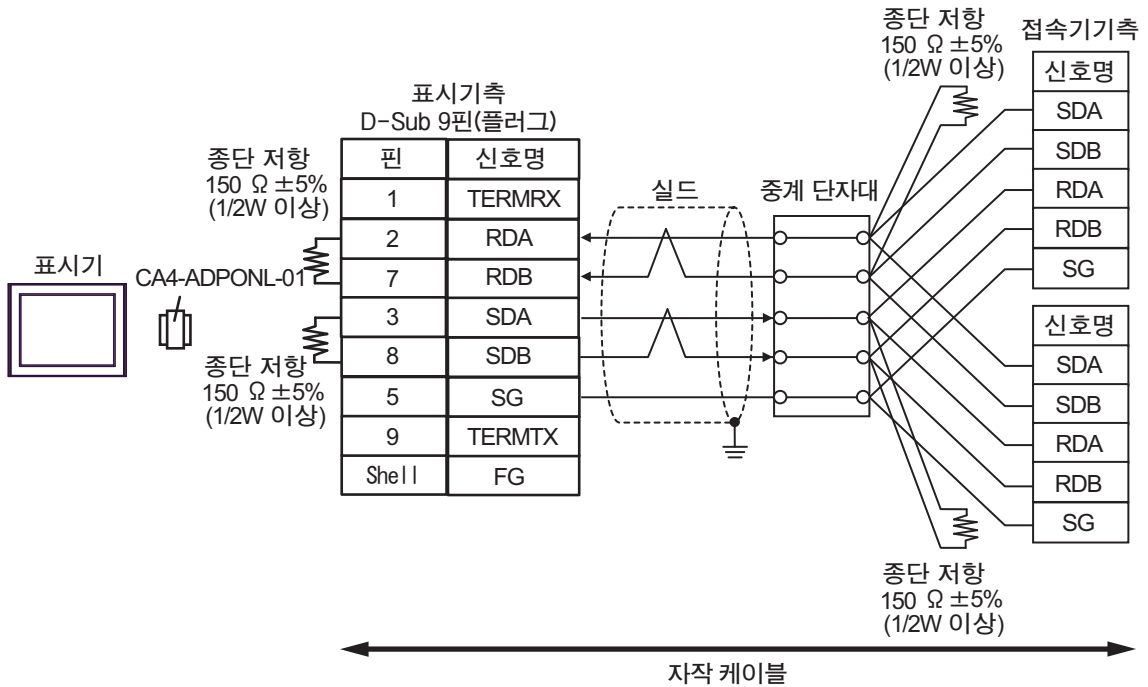 종단 저항
150 Ω ±5%
(1/2W 이상)
접속기기측
신호명
SDA
SDB
RDA
RDB
SG
표시기측
D-Sub 9핀(플러그)
핀 신호명
1 TERMRX
2 RDA
7 RDB
3 SDA
8 SDB
5 SG
9 TERMTX
Shell FG
종단 저항
150 Ω ±5%
(1/2W 이상)
실드
중계 단자대
표시기
CA4-ADPONL-01
종단 저항
150 Ω ±5%
(1/2W 이상)
신호명
SDA
SDB
RDA
RDB
SG
종단 저항
150 Ω ±5%
(1/2W 이상)
자작 케이블